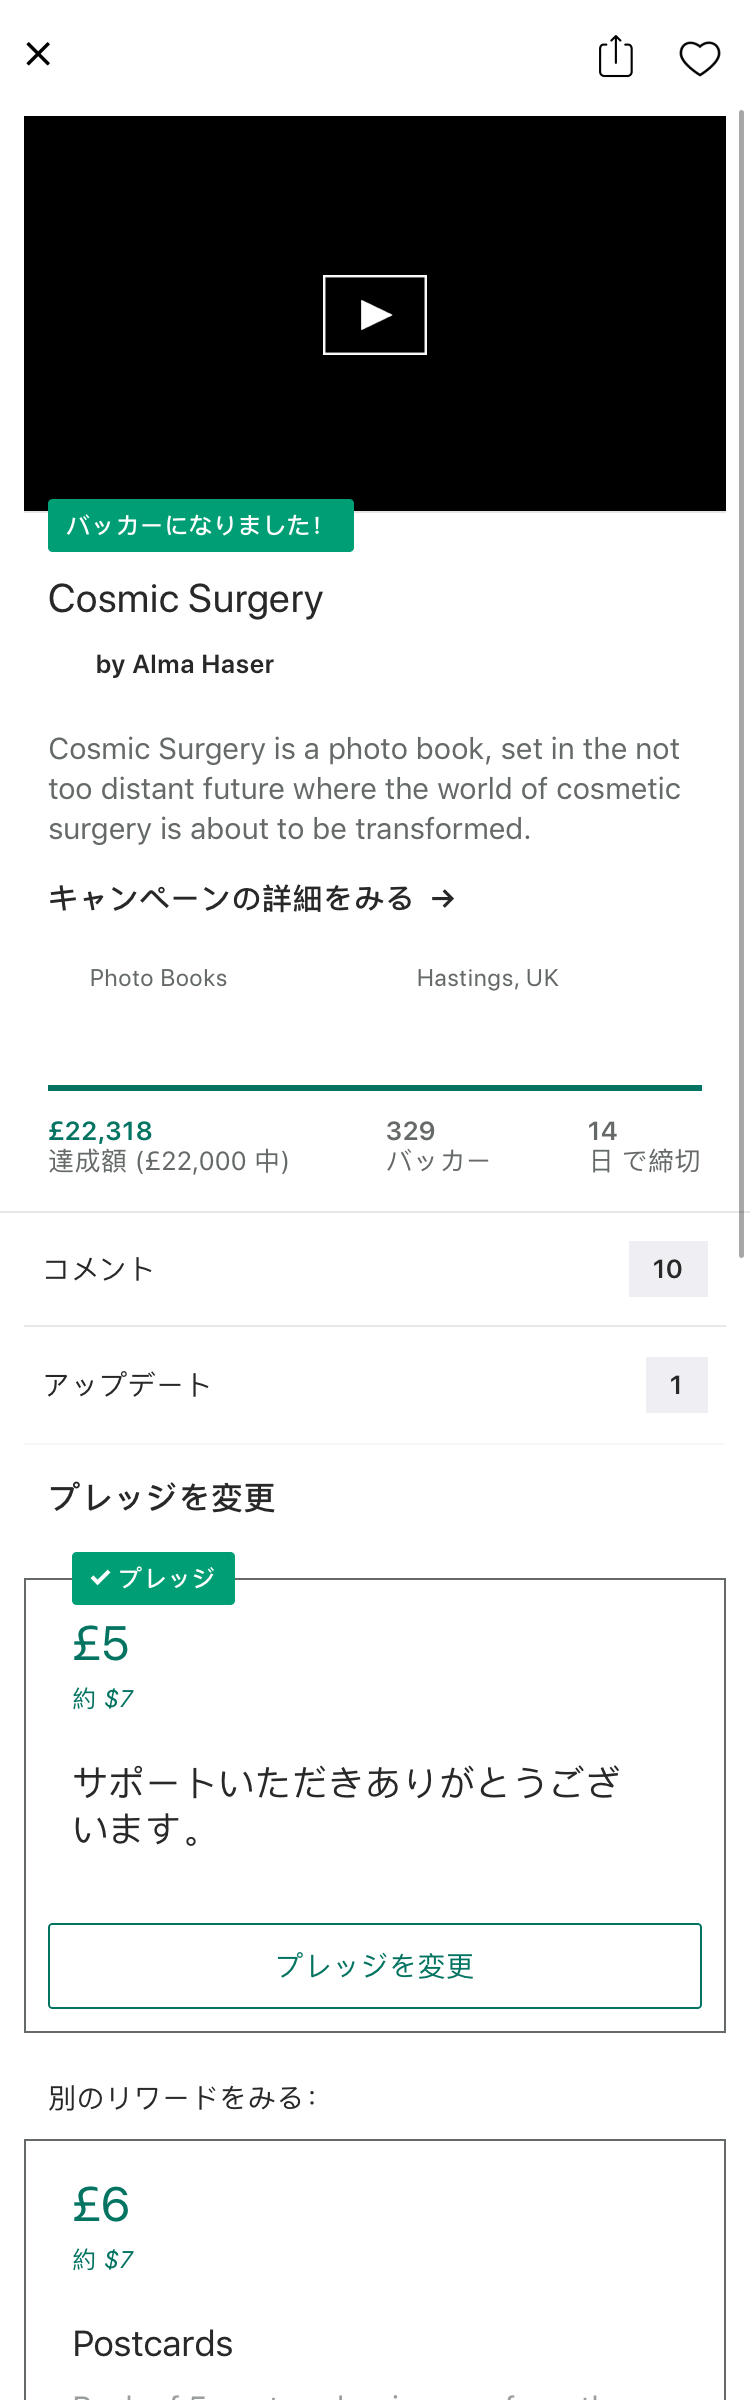 バッカーになりました!
Cosmic Surgery
by Alma Haser
Cosmic Surgery is a photo book, set in the not
too distant future where the world of cosmetic
surgery is about to be transformed.
キャンペーンの詳細をみる →
Photo Books
Hastings, UK
£22,318
達成額 (£22,000 中)
329
バッカー
14
日 で締切
コメント
10
アップデート
1
プレッジを変更
プレッジ
£5
約 $7
サポートいただきありがとうござ
います。
プレッジを変更
別のリワードをみる:
£6
約 $7
Postcards